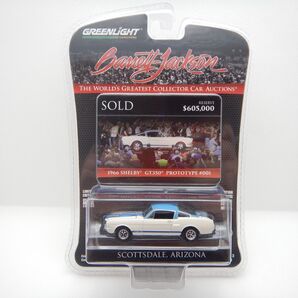 GREENLIGHT
Barrett-Jackson
THE WORLD'S GREATEST COLLECTOR CAR AUCTIONS
SOLD
RESERVE
$605,000
1966 SHELBY GT350 PROTOTYPE #001
SCOTTSDALE, ARIZONA